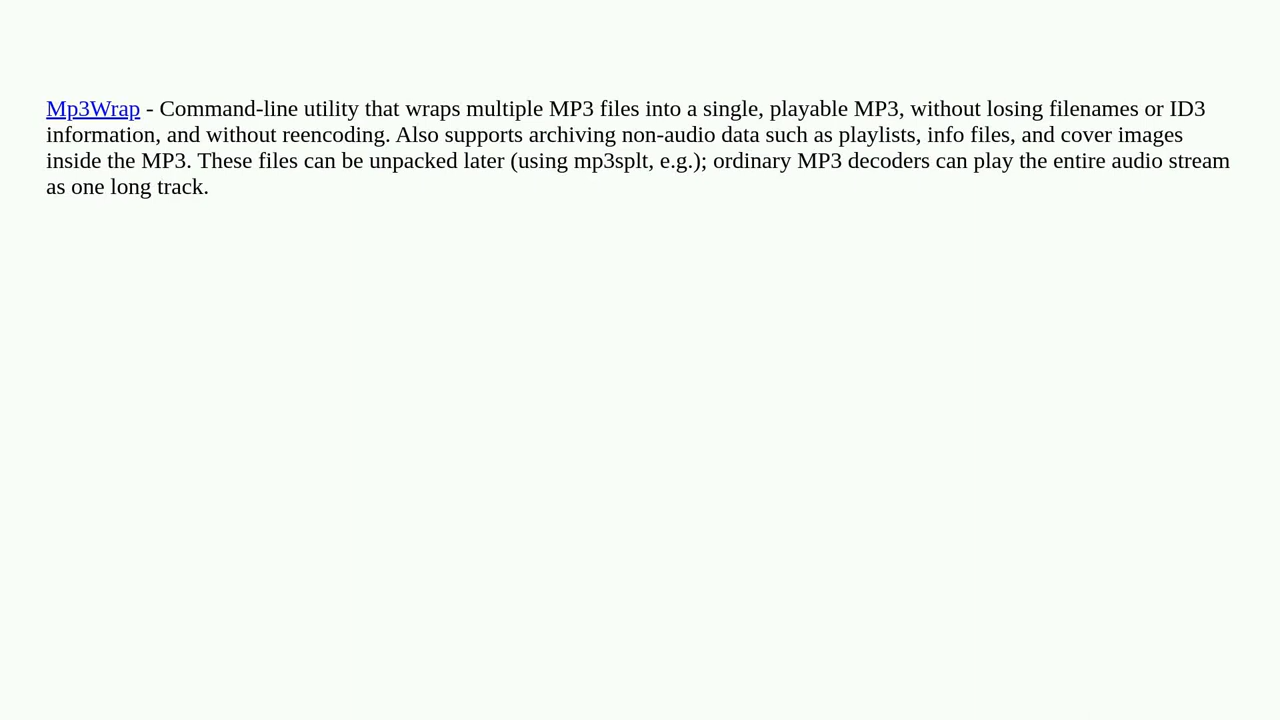 Mp3Wrap - Command-line utility that wraps multiple MP3 files into a single, playable MP3, without losing filenames or ID3
information, and without reencoding. Also supports archiving non-audio data such as playlists, info files, and cover images
inside the MP3. These files can be unpacked later (using mp3splt, e.g.); ordinary MP3 decoders can play the entire audio stream
as one long track.